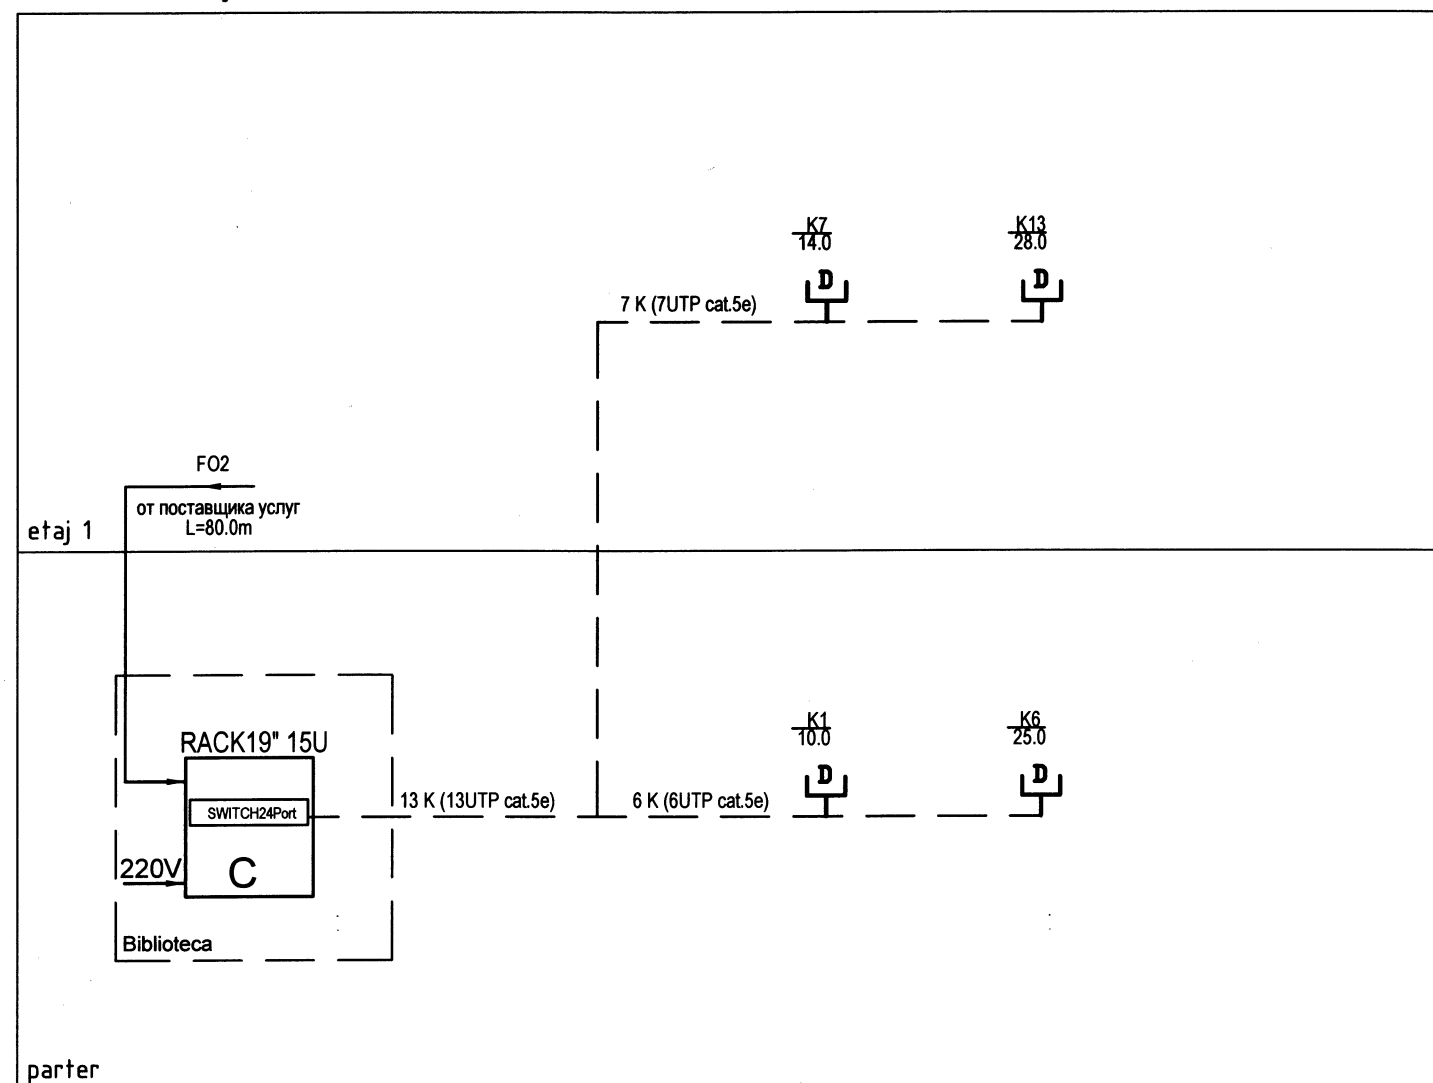 K7
14.0
D
K13
28.0
D
7 K (7UTP cat.5e)
FO2
от поставщика услуг
L=80.0m
etaj 1
RACK19" 15U
SWITCH24Port
C
220V
Biblioteca
13 K (13UTP cat.5e)
6 K (6UTP cat.5e)
K1
10.0
D
K6
25.0
D
parter